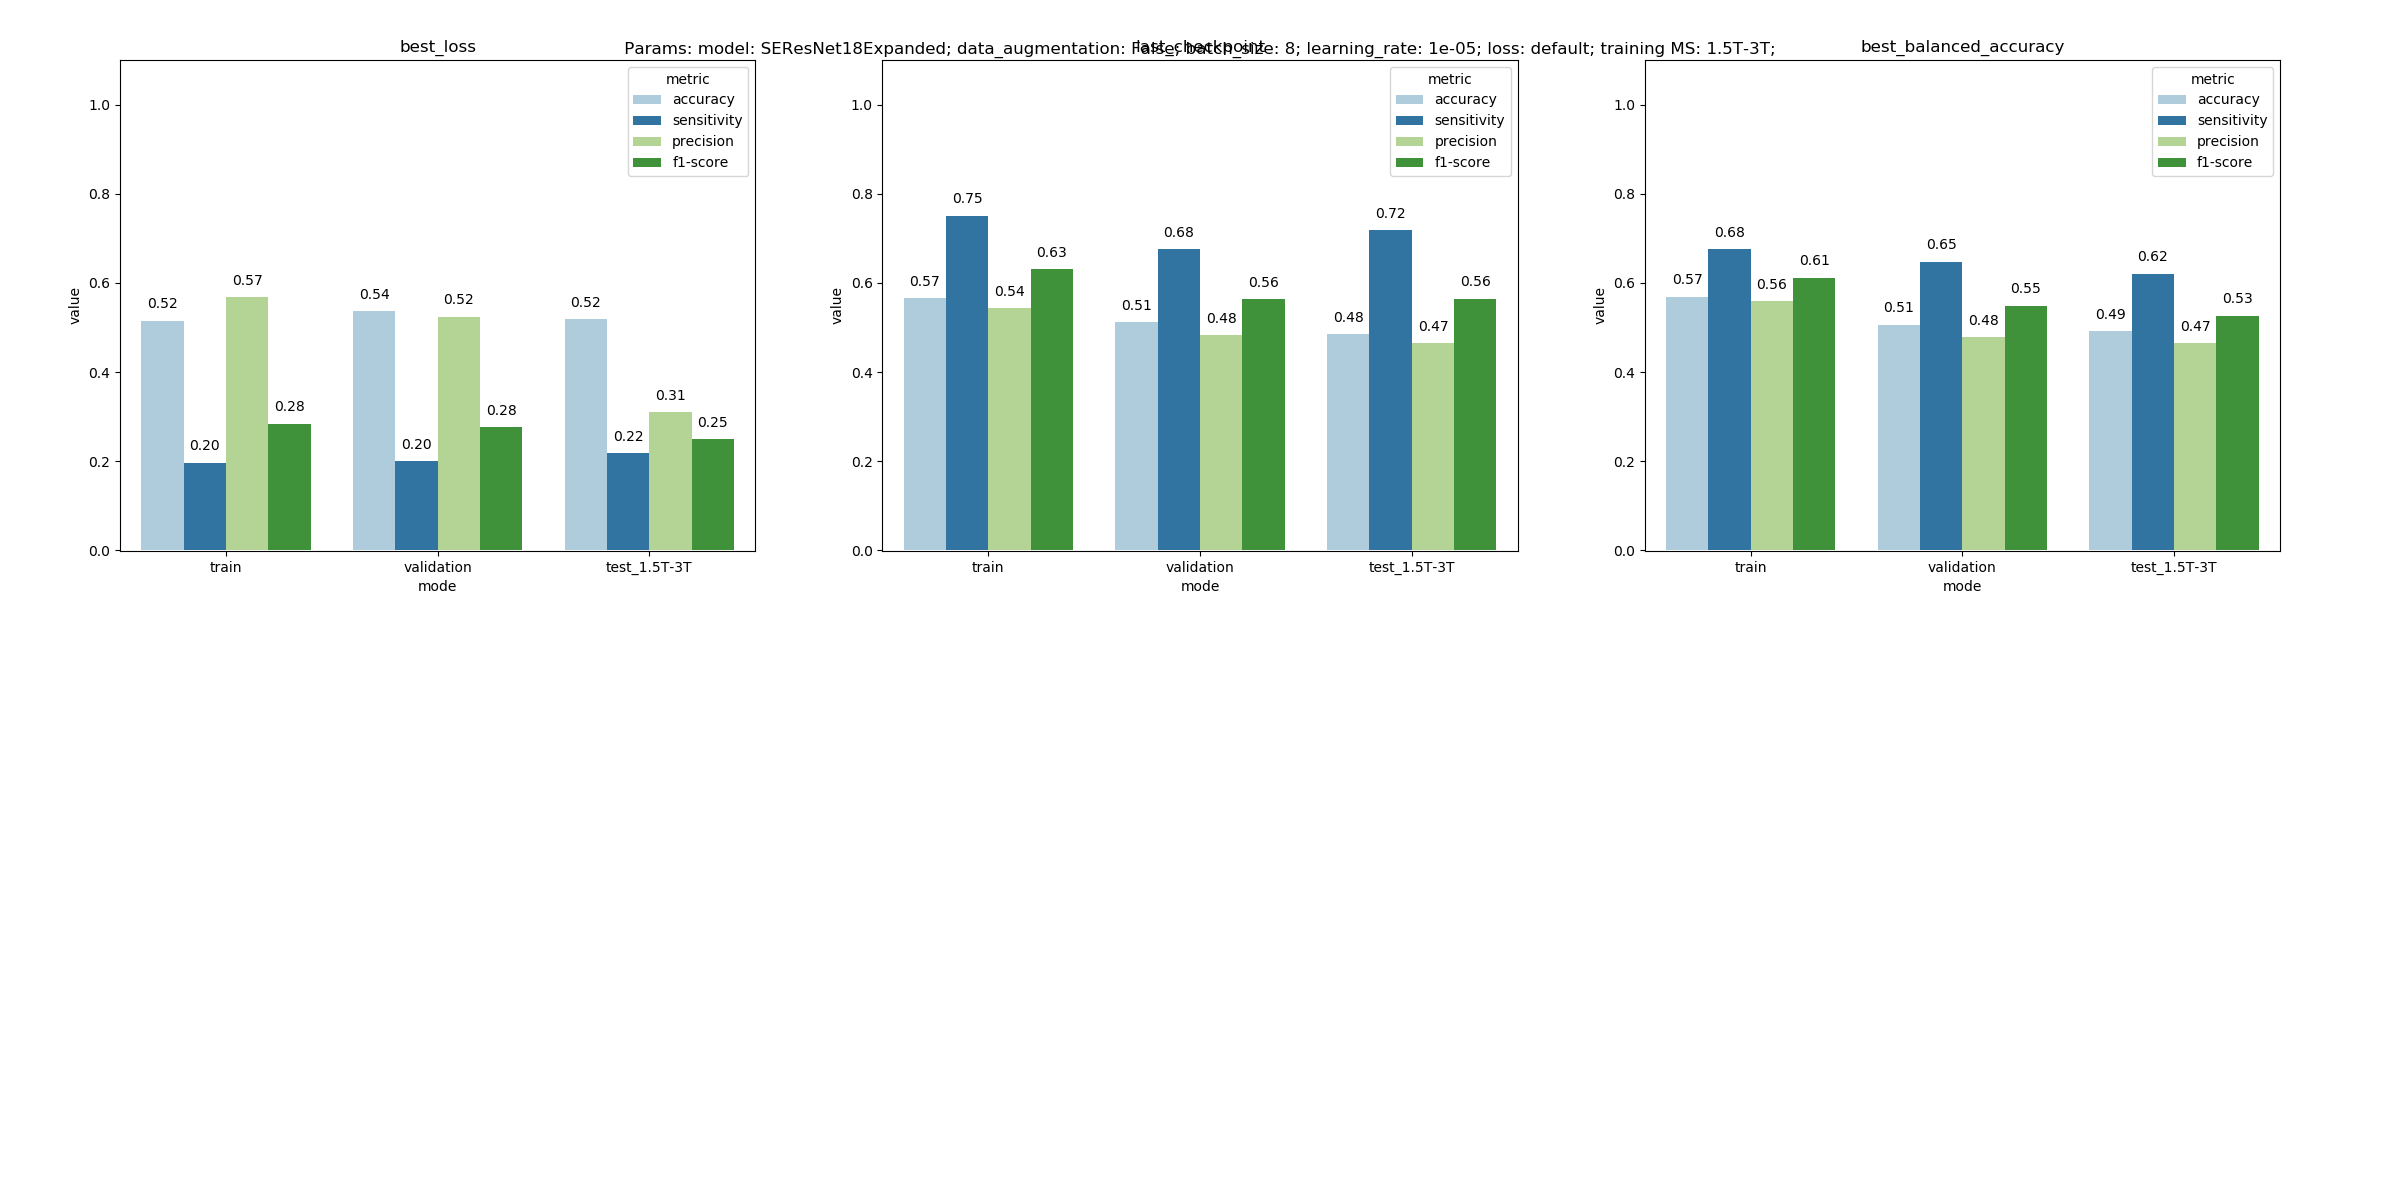 Params: model: SEResNet18Expanded; data_augmentation: False; batch_size: 8; learning_rate: 1e-05; loss: default; training MS: 1.5T-3T;
best_loss
metric
accuracy
sensitivity
precision
f1-score
1.0
0.8
0.6
0.4
0.2
0.0
value
0.52
0.20
0.57
0.28
0.54
0.20
0.52
0.28
0.52
0.22
0.31
0.25
train
validation
test_1.5T-3T
mode
last_checkpoint
metric
accuracy
sensitivity
precision
f1-score
1.0
0.8
0.6
0.4
0.2
0.0
value
0.57
0.75
0.54
0.63
0.51
0.68
0.48
0.56
0.48
0.72
0.47
0.56
train
validation
test_1.5T-3T
mode
best_balanced_accuracy
metric
accuracy
sensitivity
precision
f1-score
1.0
0.8
0.6
0.4
0.2
0.0
value
0.57
0.68
0.56
0.61
0.51
0.65
0.48
0.55
0.49
0.62
0.47
0.53
train
validation
test_1.5T-3T
mode